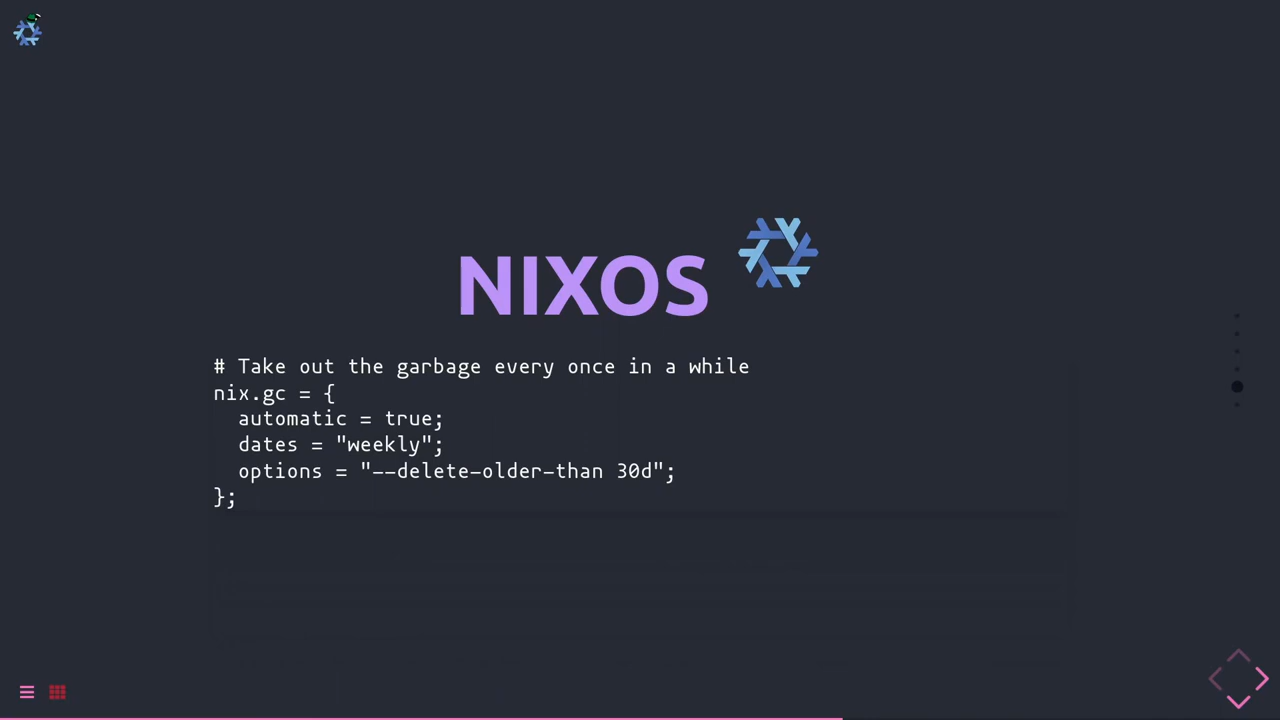 NIXOS
# Take out the garbage every once in a while
nix.gc = {
  automatic = true;
  dates = "weekly";
  options = "--delete-older-than 30d";
};